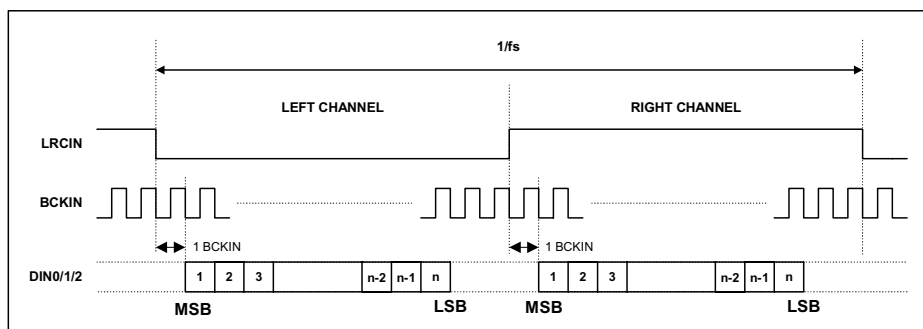 1/fs
LEFT CHANNEL RIGHT CHANNEL
LRCIN
BCKIN
1 BCKIN 1 BCKIN
DIN0/1/2 1 2 3 n-2 n-1 n 1 2 3 n-2 n-1 n
MSB LSB MSB LSB